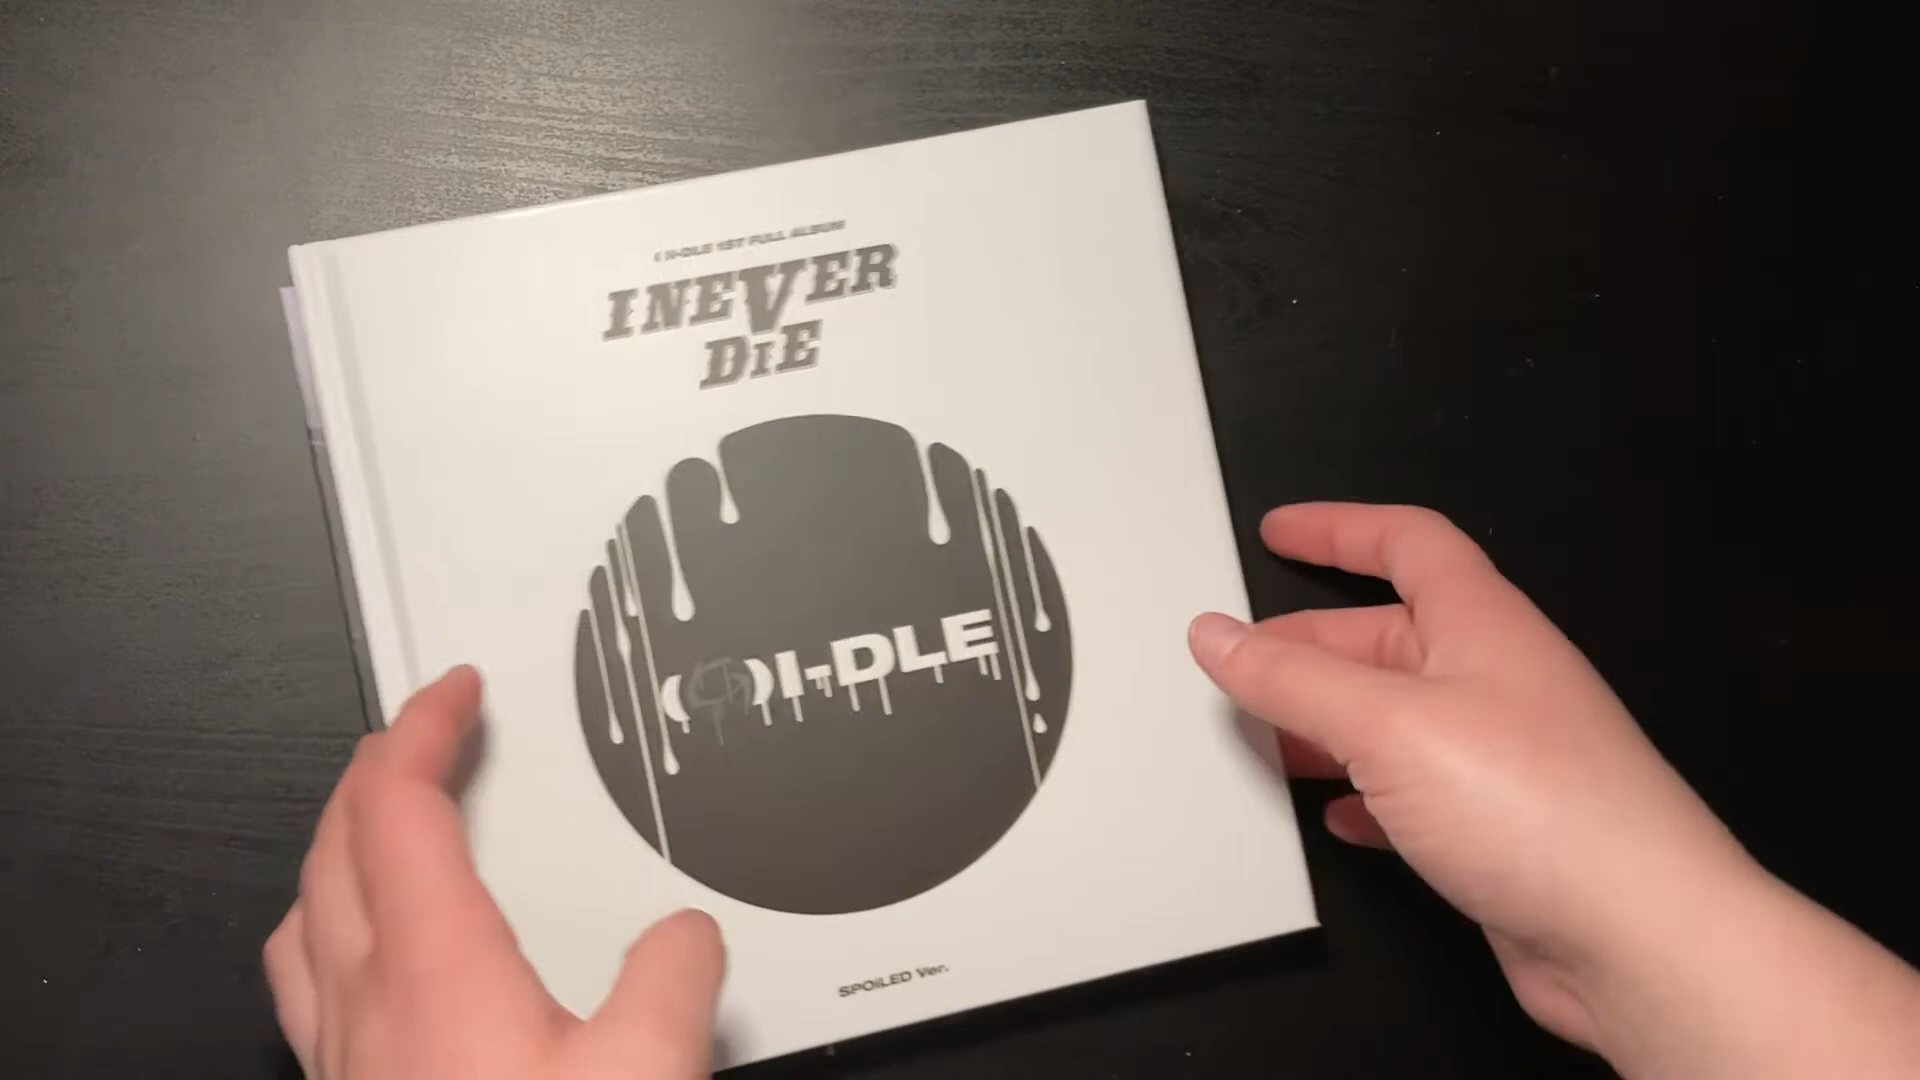 ( )I-DLE 1ST FULL ALBUM
I NEVER
DIE
(G)I-DLE
SPOiLED Ver.